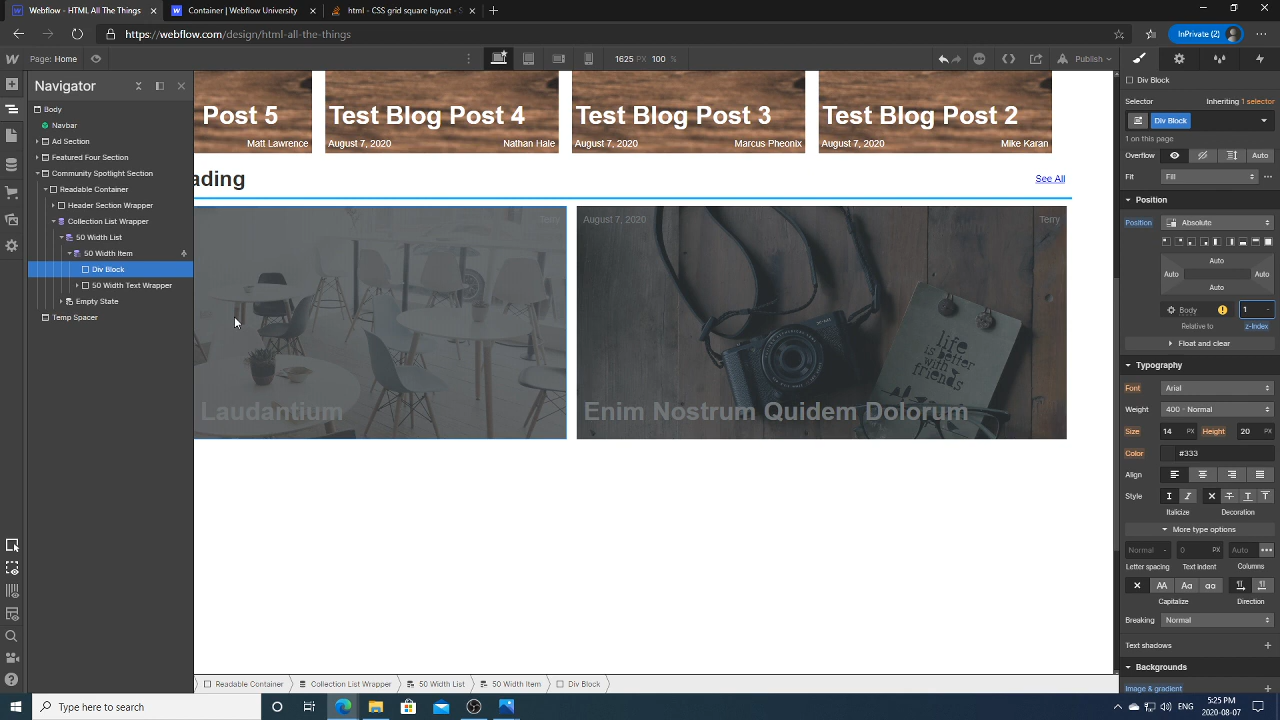 Webflow - HTML All The Things
Container | Webflow University
html - CSS grid square layout - S
https://webflow.com/design/html-all-the-things
InPrivate (2)
Page: Home
1625 PX 100 %
Publish
Navigator
Body
Navbar
Ad Section
Featured Four Section
Community Spotlight Section
Readable Container
Header Section Wrapper
Collection List Wrapper
50 Width List
50 Width Item
Div Block
50 Width Text Wrapper
Empty State
Temp Spacer
Post 5
Matt Lawrence
Test Blog Post 4
August 7, 2020
Nathan Hale
Test Blog Post 3
August 7, 2020
Marcus Pheonix
Test Blog Post 2
August 7, 2020
Mike Karan
ading
See All
Terry
Laudantium
August 7, 2020
Terry
life
is
better
with
friends
Enim Nostrum Quidem Dolorum
Readable Container
Collection List Wrapper
50 Width List
50 Width Item
Div Block
Div Block
Selector
Inheriting 1 selector
Div Block
1 on this page
Overflow
Auto
Fit
Fill
Position
Position
Absolute
Auto
Auto
Auto
Auto
Body
1
Relative to
z-Index
Float and clear
Typography
Font
Arial
Weight
400 - Normal
Size
14 PX
Height
20 PX
Color
#333
Align
Style
Italicize
Decoration
More type options
Normal
0 PX
Auto
Letter spacing
Text Indent
Columns
AA
Aa
aa
Capitalize
Direction
Breaking
Normal
Text shadows
Backgrounds
Image & gradient
Type here to search
ENG
5:25 PM
2020-08-07